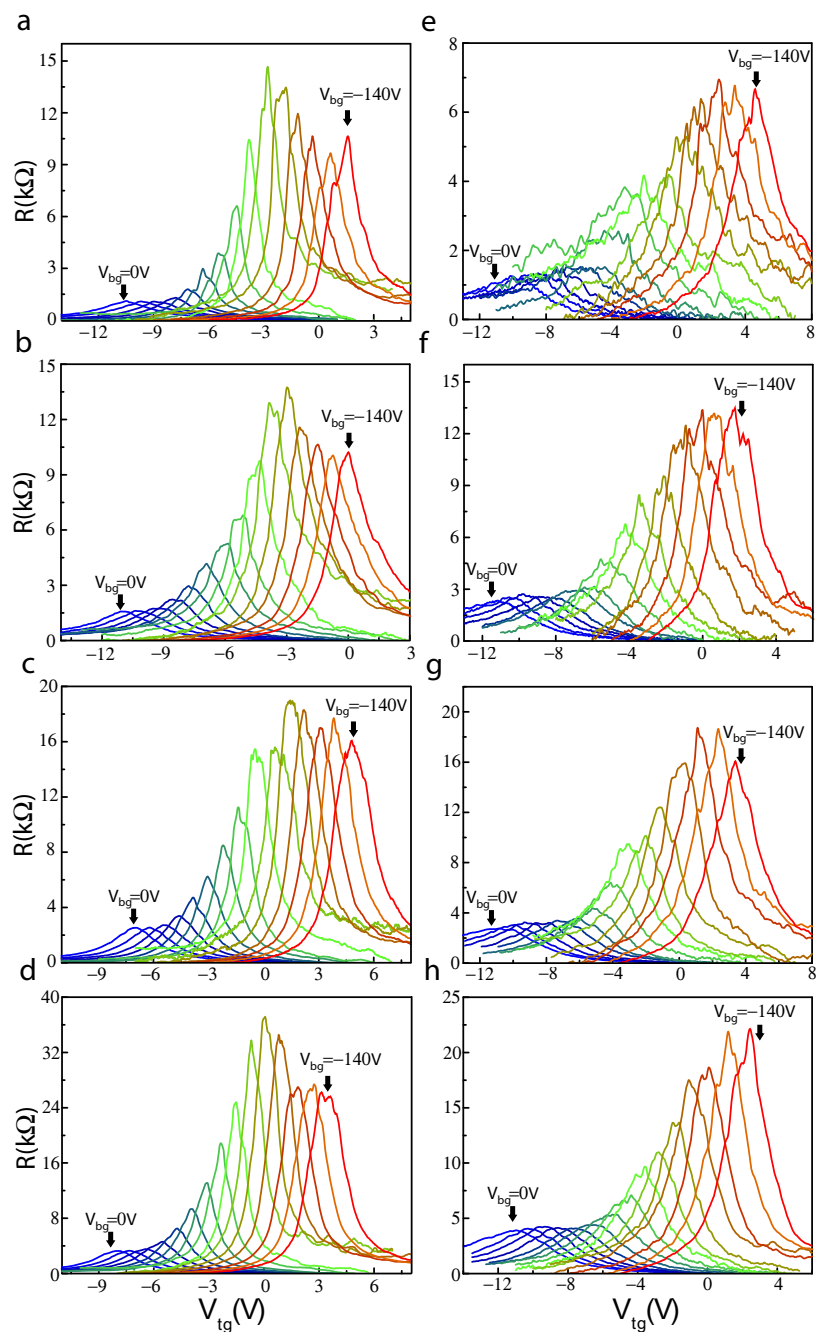 a
15
12
9
6
3
0
R(kΩ)
V_bg=−140V
V_bg=0V
−12 −9 −6 −3 0 3
b
15
12
9
6
3
0
R(kΩ)
V_bg=−140V
V_bg=0V
−12 −9 −6 −3 0 3
c
20
16
12
8
4
0
R(kΩ)
V_bg=−140V
V_bg=0V
−9 −6 −3 0 3 6
d
36
27
18
9
0
R(kΩ)
V_bg=−140V
V_bg=0V
−9 −6 −3 0 3 6
V_tg(V)
e
8
6
4
2
0
V_bg=−140V
V_bg=0V
−12 −8 −4 0 4 8
f
15
12
9
6
3
0
V_bg=−140V
V_bg=0V
−12 −8 −4 0 4
g
20
16
12
8
4
0
V_bg=−140V
V_bg=0V
−12 −8 −4 0 4 8
h
25
20
15
10
5
0
V_bg=−140V
V_bg=0V
−12 −8 −4 0 4
V_tg(V)